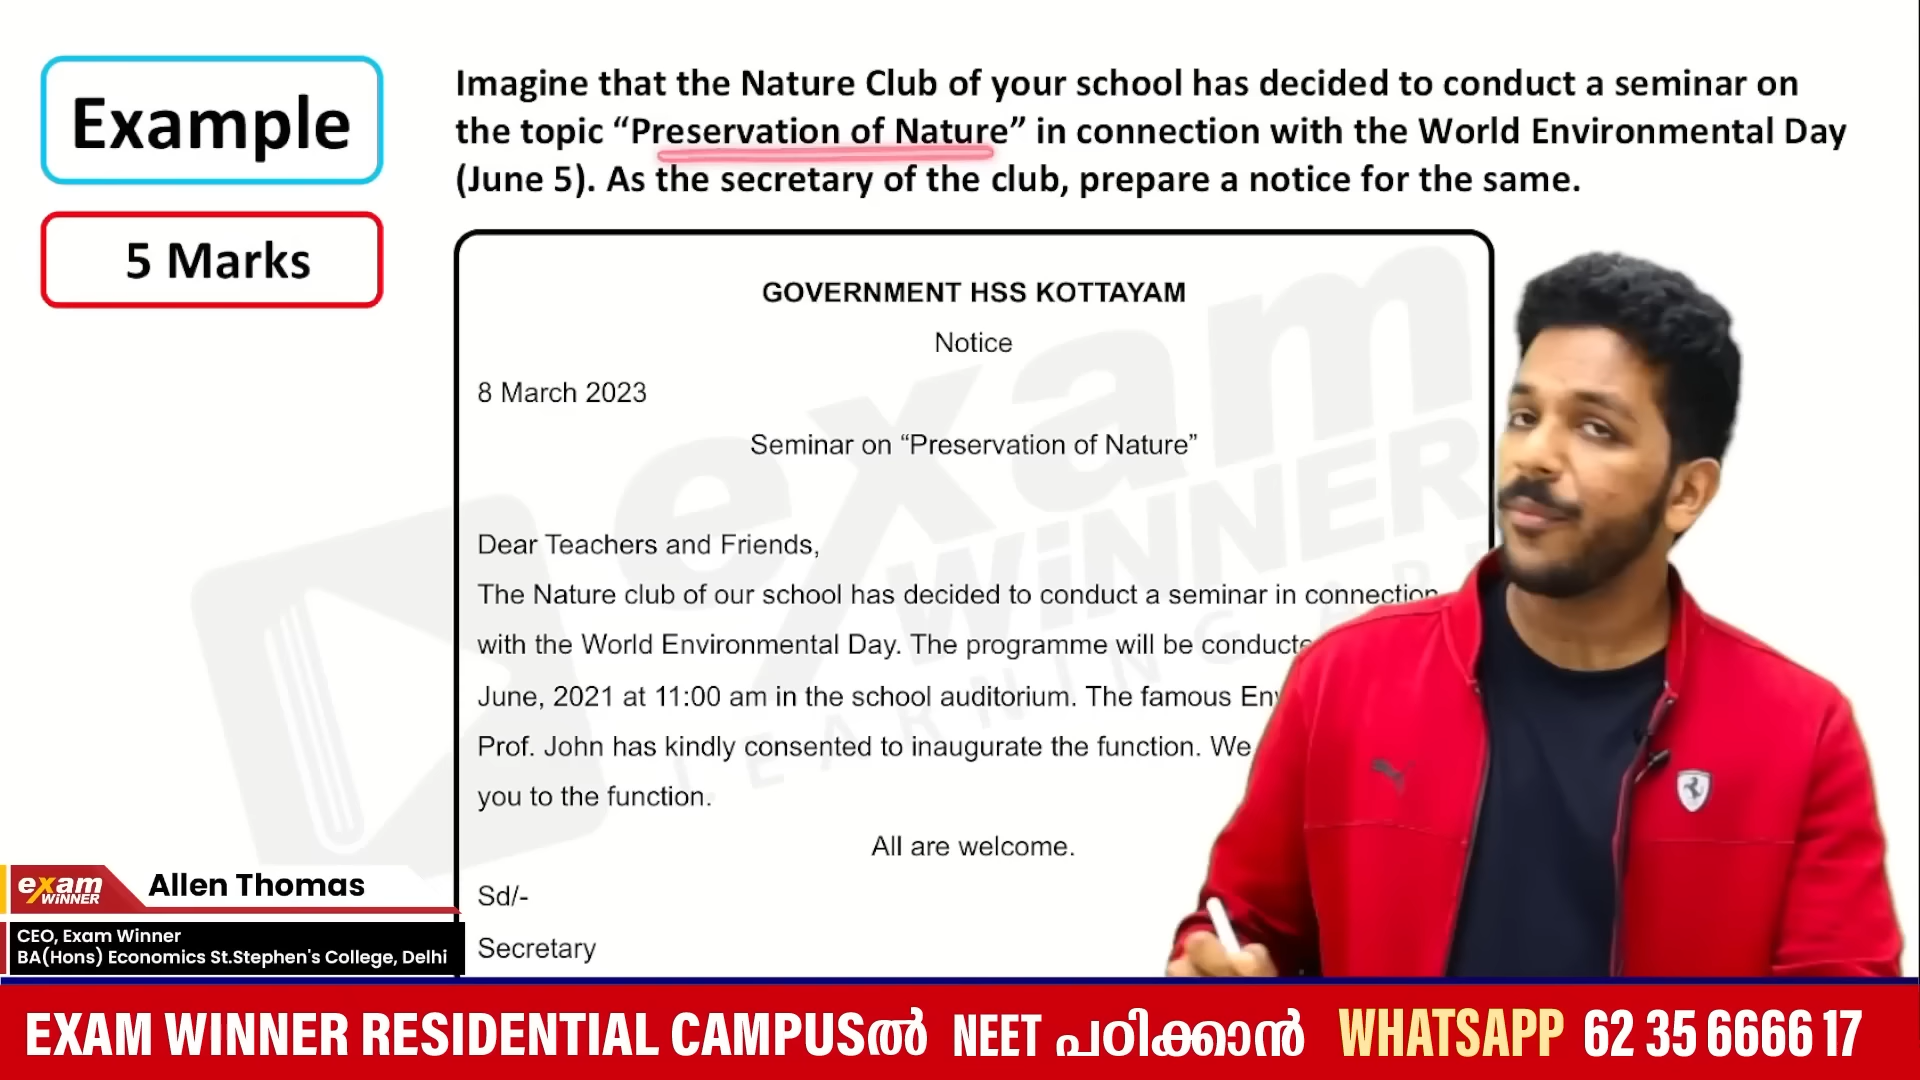 Example
5 Marks
Imagine that the Nature Club of your school has decided to conduct a seminar on
the topic “Preservation of Nature” in connection with the World Environmental Day
(June 5). As the secretary of the club, prepare a notice for the same.
GOVERNMENT HSS KOTTAYAM
Notice
8 March 2023
Seminar on “Preservation of Nature”
Dear Teachers and Friends,
The Nature club of our school has decided to conduct a seminar in connection
with the World Environmental Day. The programme will be
June, 2021 at 11:00 am in the school auditorium. The famous
Prof. John has kindly consented to inaugurate the function. We
you to the function.
All are welcome.
Sd/-
Secretary
exam
WiNNER
LEARNING
exam
WiNNER
Allen Thomas
CEO, Exam Winner
BA(Hons) Economics St.Stephen's College, Delhi
EXAM WINNER RESIDENTIAL CAMPUSൽ NEET പഠിക്കാൻ WHATSAPP 62 35 6666 17